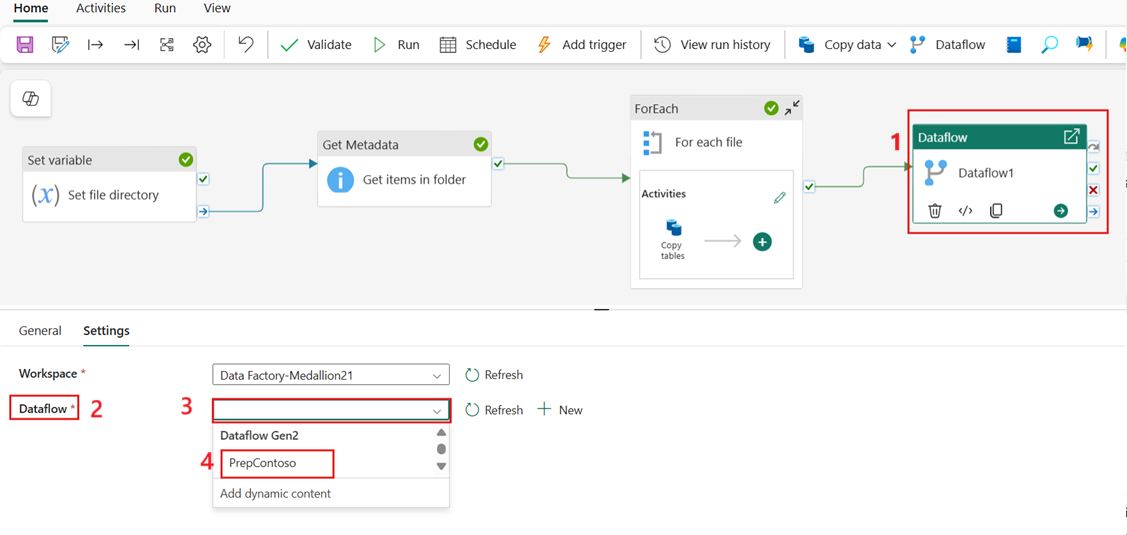 Home Activities Run View
Validate Run Schedule Add trigger View run history Copy data Dataflow
Set variable
(x) Set file directory
Get Metadata
Get items in folder
ForEach
For each file
Activities
Copy
tables
1
Dataflow
Dataflow1
General Settings
Workspace * Data Factory-Medallion21 Refresh
Dataflow * 2 3 Refresh New
Dataflow Gen2
4 PrepContoso
Add dynamic content